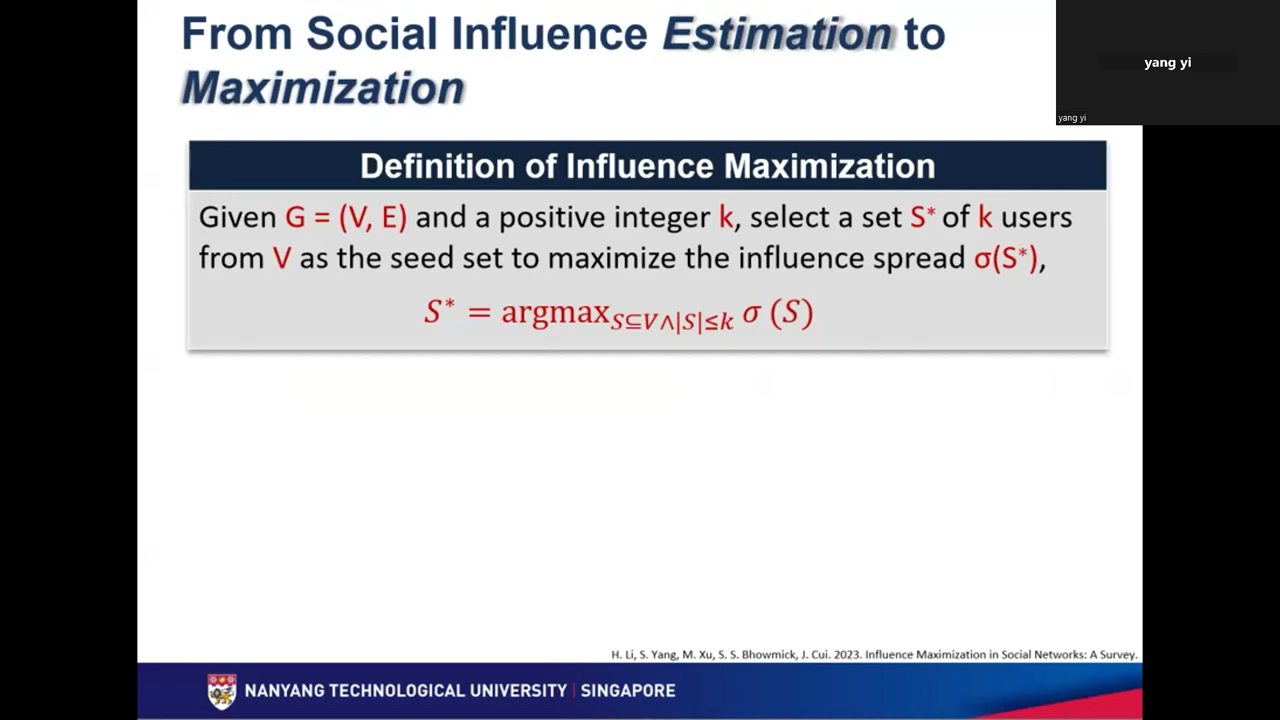 From Social Influence Estimation to
Maximization
yang yi
yang yi
Definition of Influence Maximization
Given G = (V, E) and a positive integer k, select a set S* of k users
from V as the seed set to maximize the influence spread σ(S*),
S* = argmax S⊆V∧|S|≤k σ (S)
H. Li, S. Yang, M. Xu, S. S. Bhowmick, J. Cui. 2023. Influence Maximization in Social Networks: A Survey.
NANYANG TECHNOLOGICAL UNIVERSITY | SINGAPORE